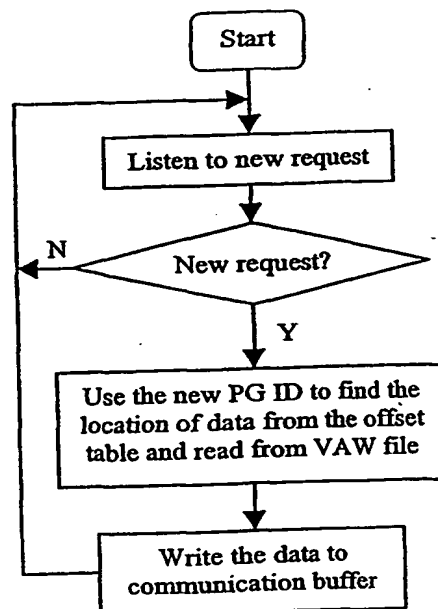 Start
Listen to new request
N
New request?
Y
Use the new PG ID to find the
location of data from the offset
table and read from VAW file
Write the data to
communication buffer